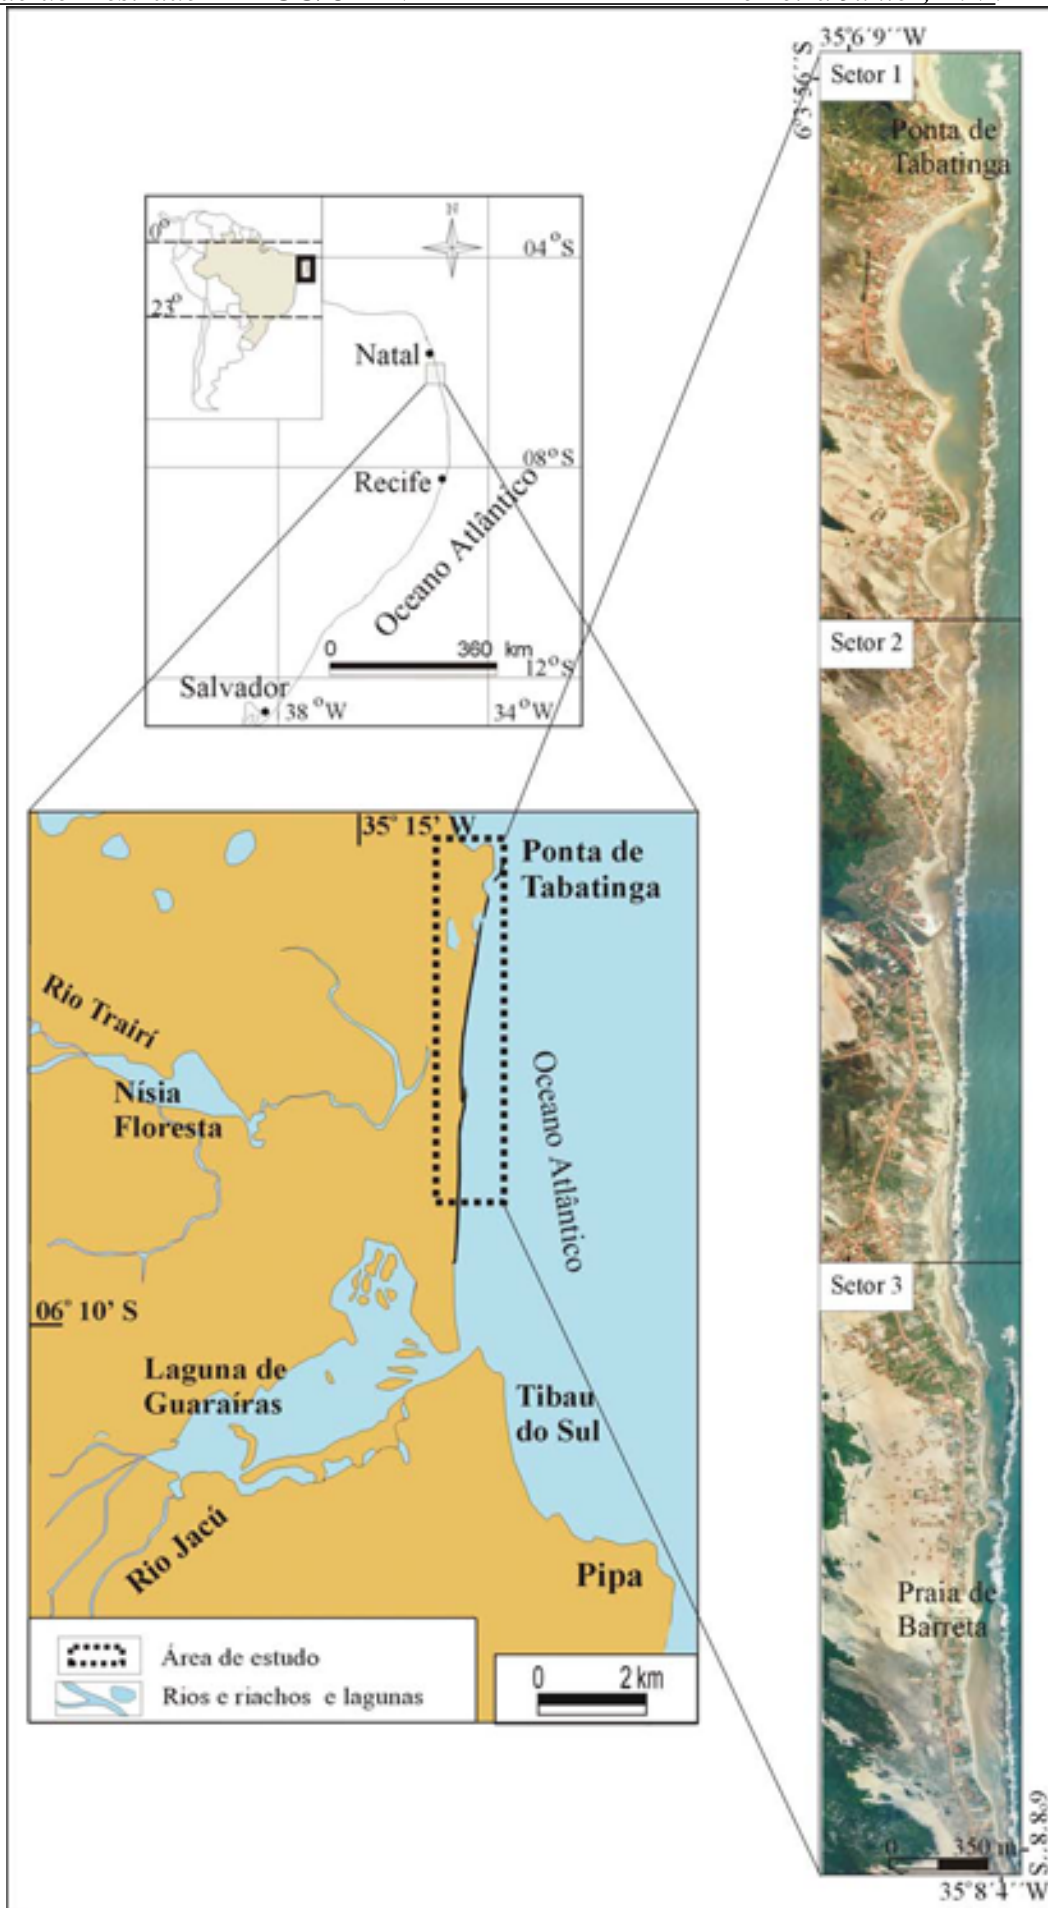 35°6´9´´W
6°3´56´´S
Setor 1
Ponta de
Tabatinga
N
0°
23°
04°S
Natal
08°S
Recife
Oceano Atlântico
0 360 km
12°S
Salvador
38°W
34°W
Setor 2
35° 15' W
Ponta de
Tabatinga
Rio Trairí
Nísia
Floresta
Oceano Atlântico
06° 10' S
Laguna de
Guaraíras
Tibau
do Sul
Rio Jacú
Pipa
Área de estudo
Rios e riachos e lagunas
0 2 km
Setor 3
Praia de
Barreta
0 350 m
35°8´4´´W